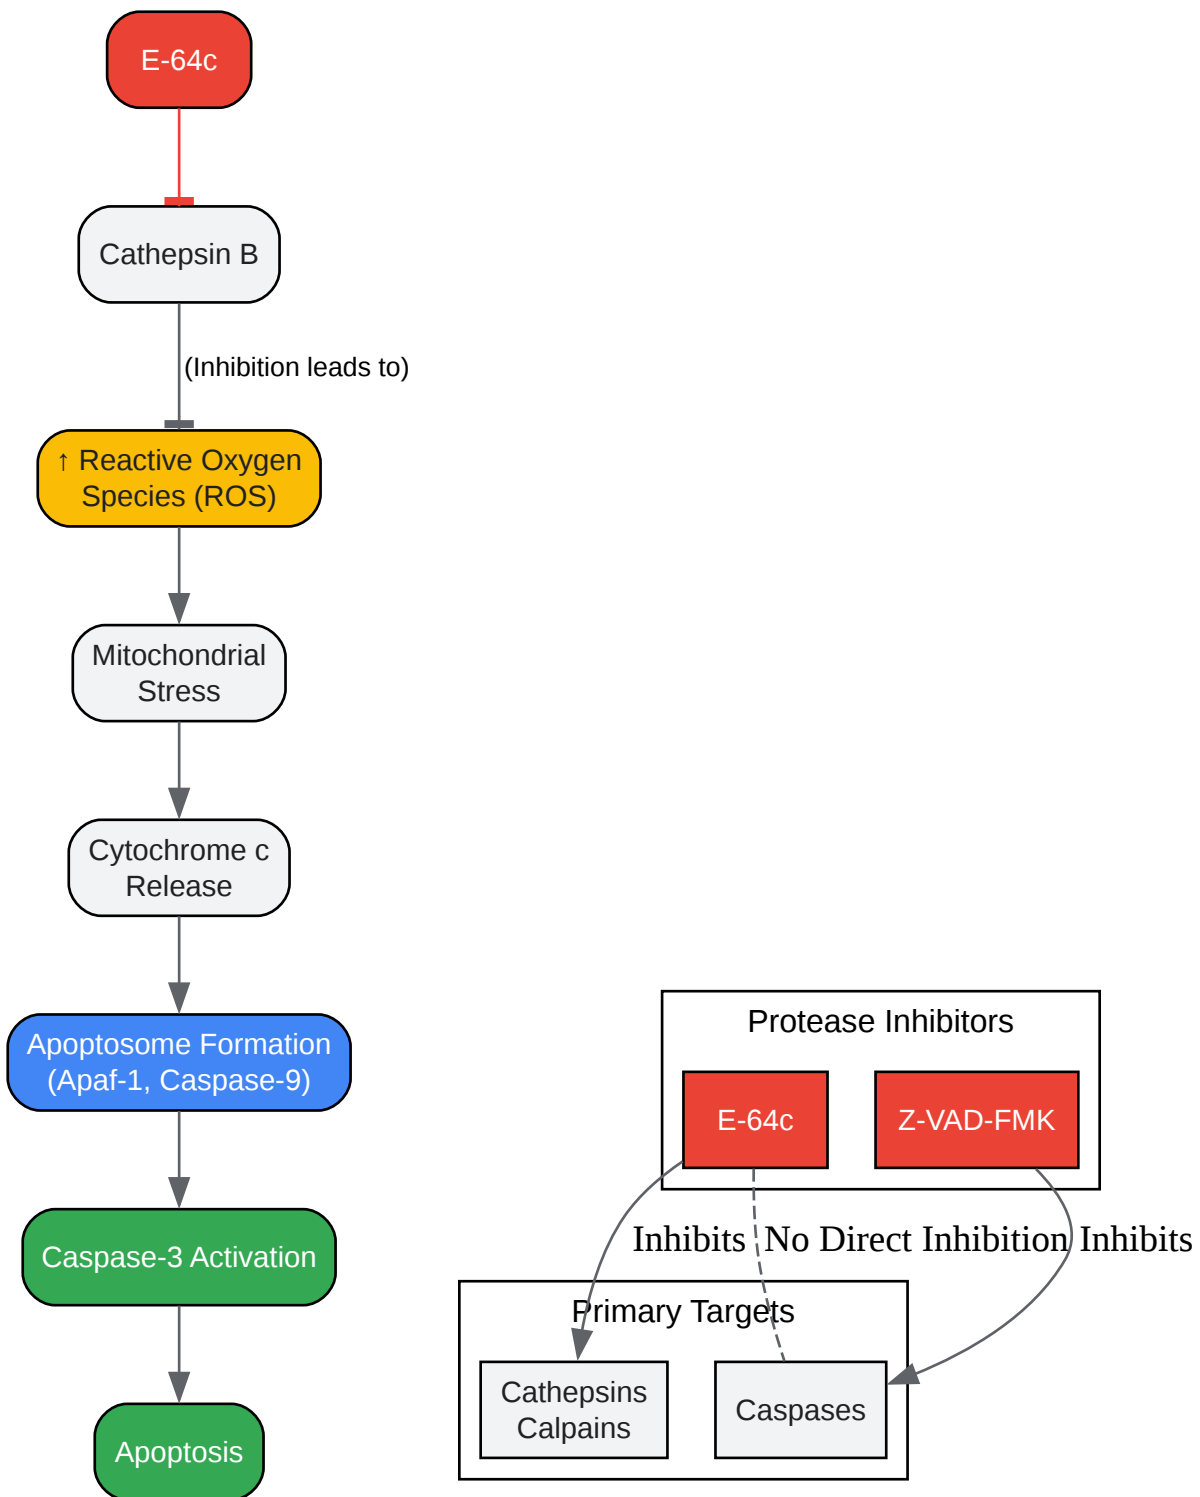 E-64c
Cathepsin B
(Inhibition leads to)
↑ Reactive Oxygen
Species (ROS)
Mitochondrial
Stress
Cytochrome c
Release
Apoptosome Formation
(Apaf-1, Caspase-9)
Caspase-3 Activation
Apoptosis
Protease Inhibitors
E-64c
Z-VAD-FMK
Inhibits
No Direct Inhibition
Inhibits
Primary Targets
Cathepsins
Calpains
Caspases